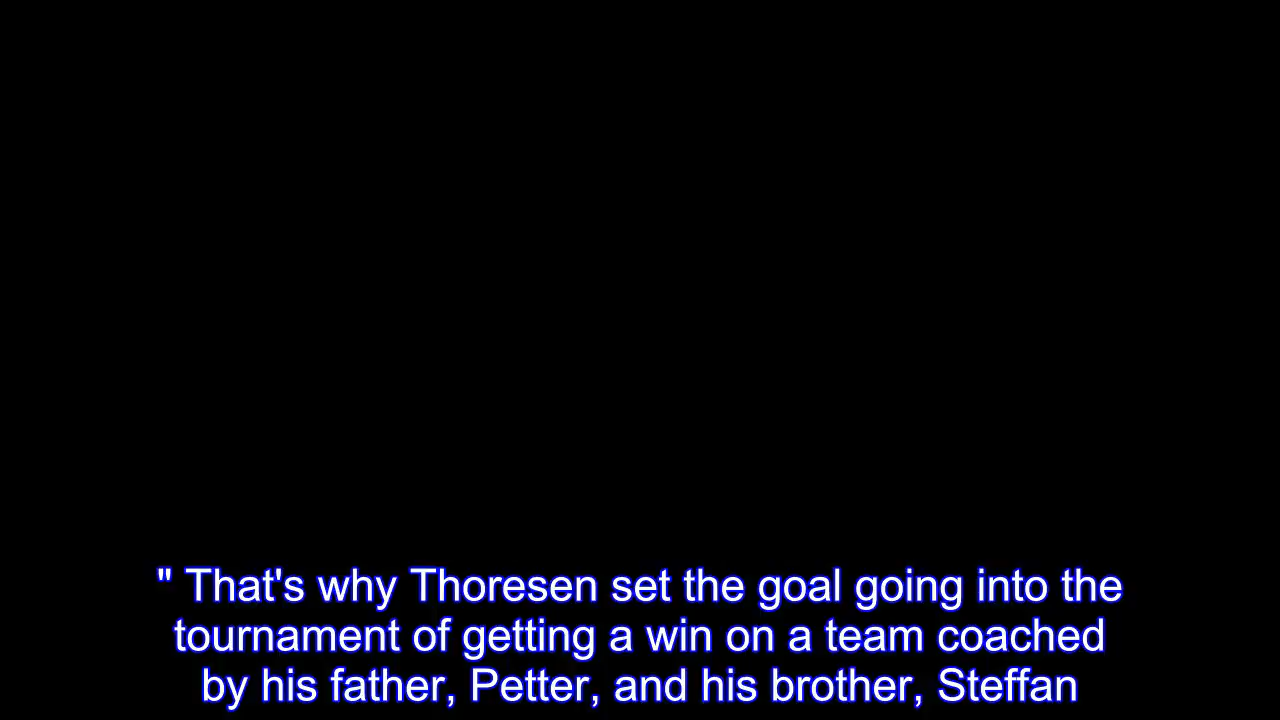 " That's why Thoresen set the goal going into the
tournament of getting a win on a team coached
by his father, Petter, and his brother, Steffan